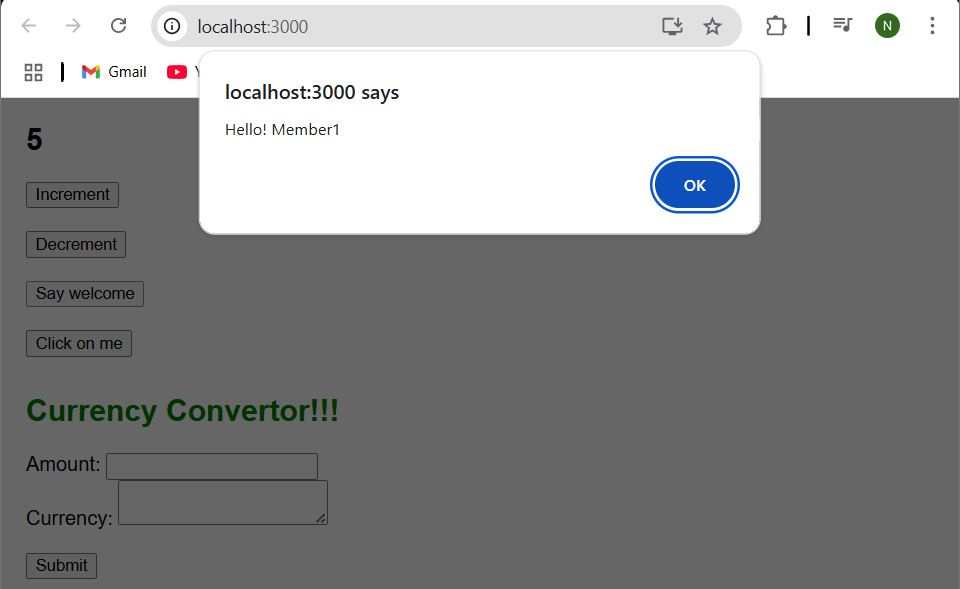 localhost:3000
N
Gmail
localhost:3000 says
Hello! Member1
OK
5
Increment
Decrement
Say welcome
Click on me
Currency Convertor!!!
Amount:
Currency:
Submit